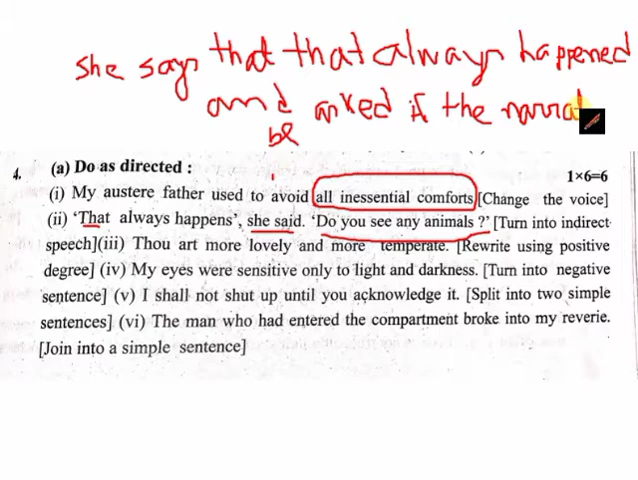 she says that that always happened
and asked if the narrat
be
4. (a) Do as directed : 1×6=6
(i) My austere father used to avoid all inessential comforts [Change the voice]
(ii) ‘That always happens’, she said. ‘Do you see any animals ?’ [Turn into indirect
speech](iii) Thou art more lovely and more temperate. [Rewrite using positive
degree] (iv) My eyes were sensitive only to light and darkness. [Turn into negative
sentence] (v) I shall not shut up until you acknowledge it. [Split into two simple
sentences] (vi) The man who had entered the compartment broke into my reverie.
[Join into a simple sentence]